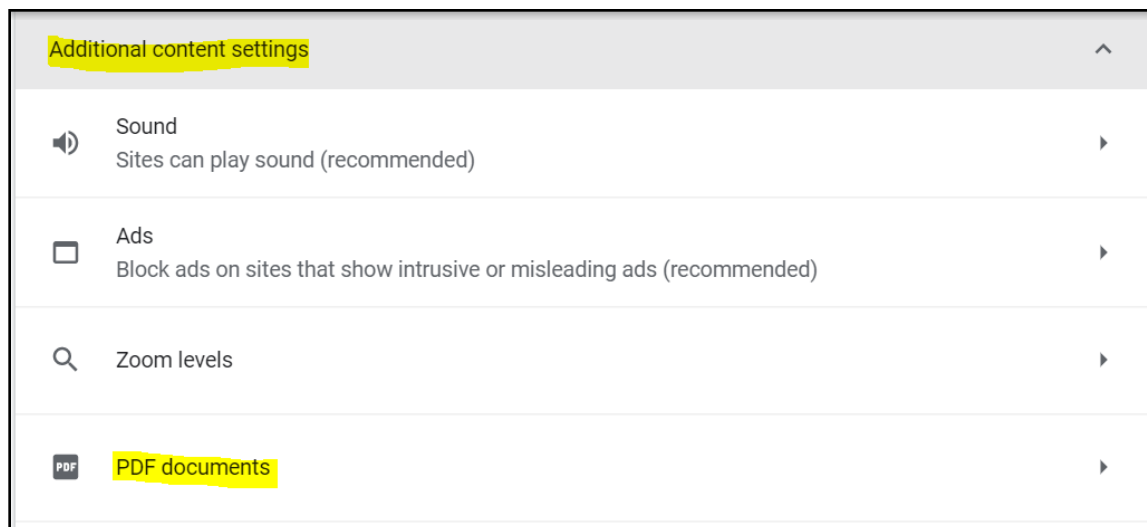 Additional content settings
Sound
Sites can play sound (recommended)
Ads
Block ads on sites that show intrusive or misleading ads (recommended)
Zoom levels
PDF
PDF documents